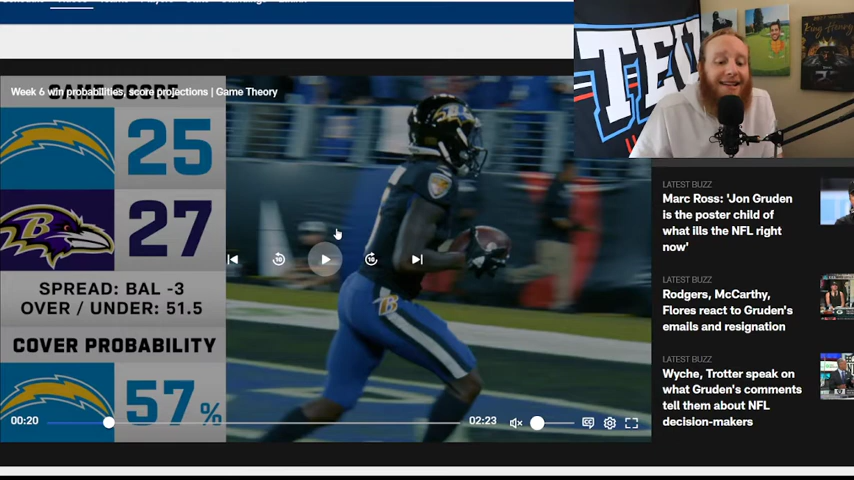 Week 6 win probabilities, score projections | Game Theory
GAME SCORE
25
27
SPREAD: BAL -3
OVER / UNDER: 51.5
COVER PROBABILITY
57%
00:20
02:23
10
10
TEU
LATEST BUZZ
Marc Ross: 'Jon Gruden
is the poster child of
what ills the NFL right
now'
LATEST BUZZ
Rodgers, McCarthy,
Flores react to Gruden's
emails and resignation
LATEST BUZZ
Wyche, Trotter speak on
what Gruden's comments
tell them about NFL
decision-makers